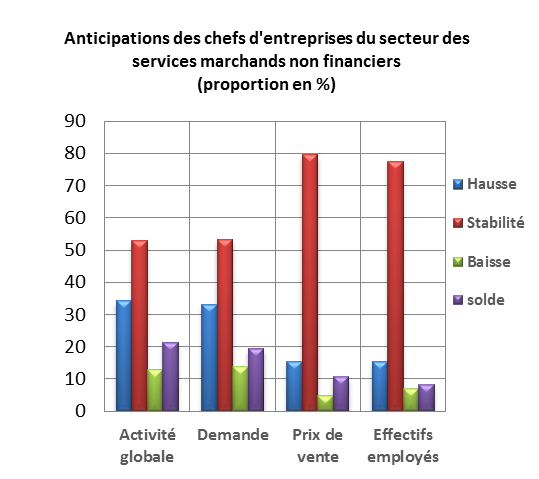 Anticipations des chefs d'entreprises du secteur des
services marchands non financiers
(proportion en %)
90
80
70
60
50
40
30
20
10
0
Hausse
Stabilité
Baisse
solde
Activité
globale
Demande
Prix de
vente
Effectifs
employés